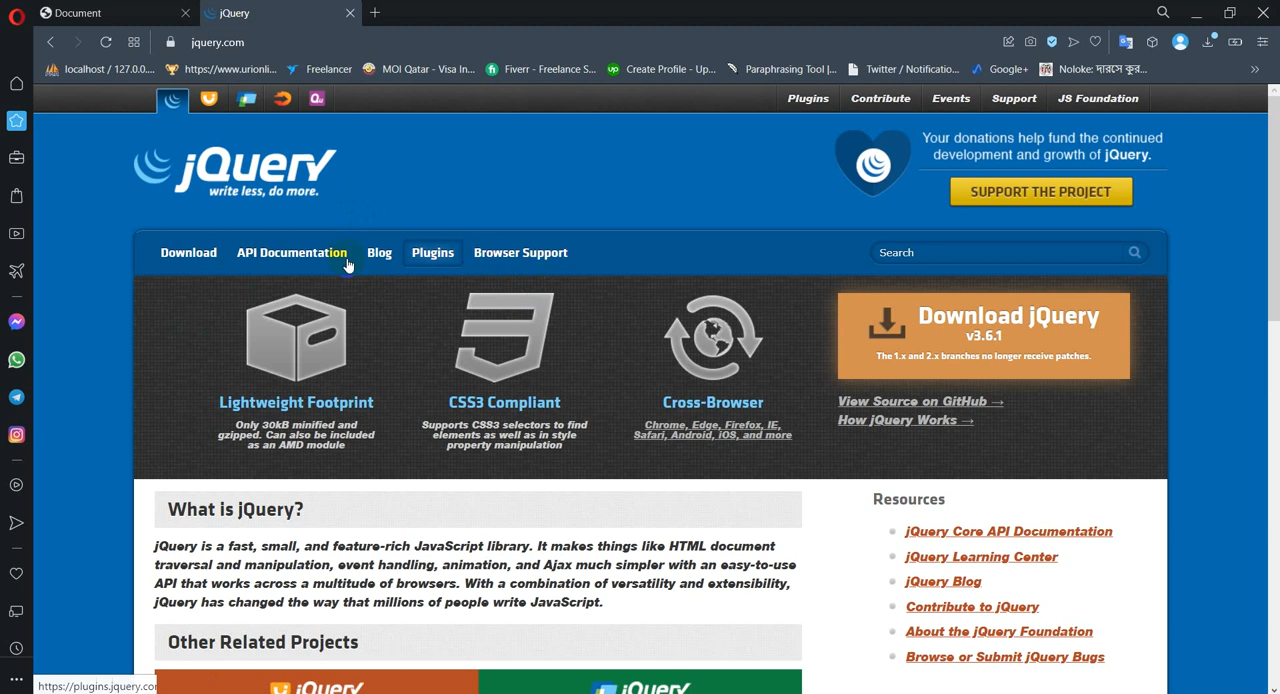 Document
jQuery
jquery.com
localhost / 127.0.0....
https://www.urionli...
Freelancer
MOI Qatar - Visa In...
Fiverr - Freelance S...
Create Profile - Up...
Paraphrasing Tool |...
Twitter / Notificatio...
Google+
Noloke: দারসে কুর...
Plugins
Contribute
Events
Support
JS Foundation
jQuery
write less, do more.
Your donations help fund the continued
development and growth of jQuery.
SUPPORT THE PROJECT
Download
API Documentation
Blog
Plugins
Browser Support
Search
Lightweight Footprint
Only 30kB minified and
gzipped. Can also be included
as an AMD module
CSS3 Compliant
Supports CSS3 selectors to find
elements as well as in style
property manipulation
Cross-Browser
Chrome, Edge, Firefox, IE,
Safari, Android, iOS, and more
Download jQuery
v3.6.1
The 1.x and 2.x branches no longer receive patches.
View Source on GitHub →
How jQuery Works →
What is jQuery?
jQuery is a fast, small, and feature-rich JavaScript library. It makes things like HTML document
traversal and manipulation, event handling, animation, and Ajax much simpler with an easy-to-use
API that works across a multitude of browsers. With a combination of versatility and extensibility,
jQuery has changed the way that millions of people write JavaScript.
Other Related Projects
jQuery
jQuery
Resources
jQuery Core API Documentation
jQuery Learning Center
jQuery Blog
Contribute to jQuery
About the jQuery Foundation
Browse or Submit jQuery Bugs
https://plugins.jquery.com